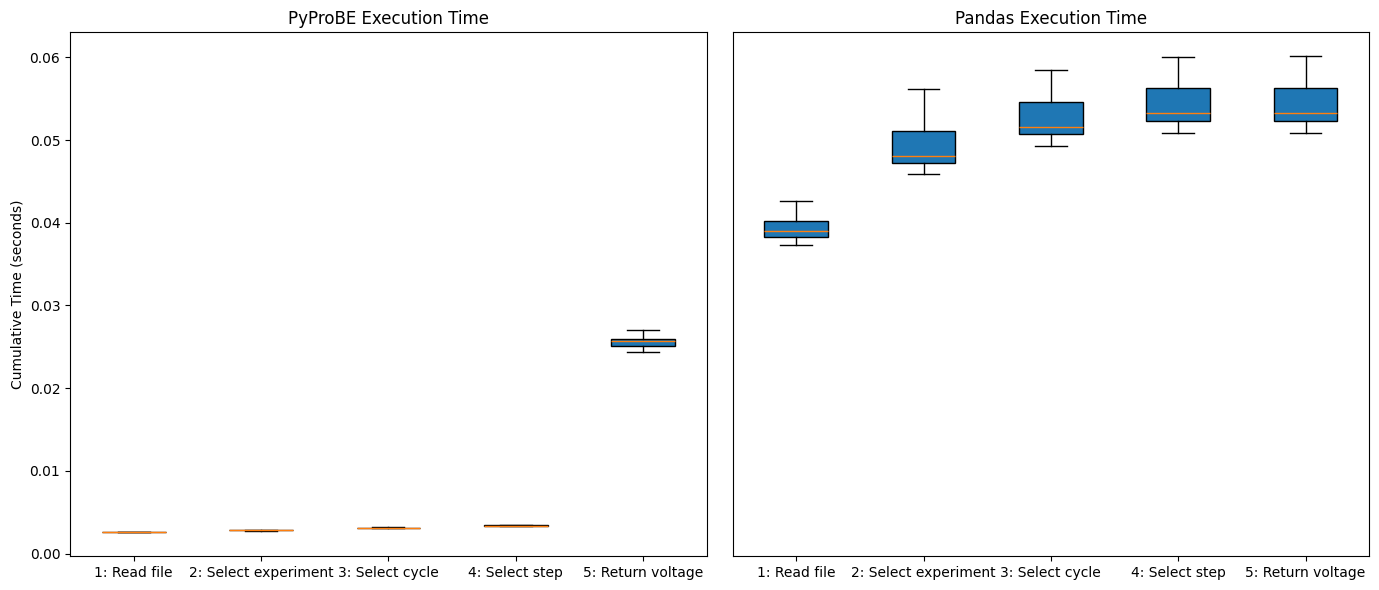 PyProBE Execution Time
Pandas Execution Time
Cumulative Time (seconds)
0.06
0.05
0.04
0.03
0.02
0.01
0.00
1: Read file
2: Select experiment
3: Select cycle
4: Select step
5: Return voltage
1: Read file
2: Select experiment
3: Select cycle
4: Select step
5: Return voltage